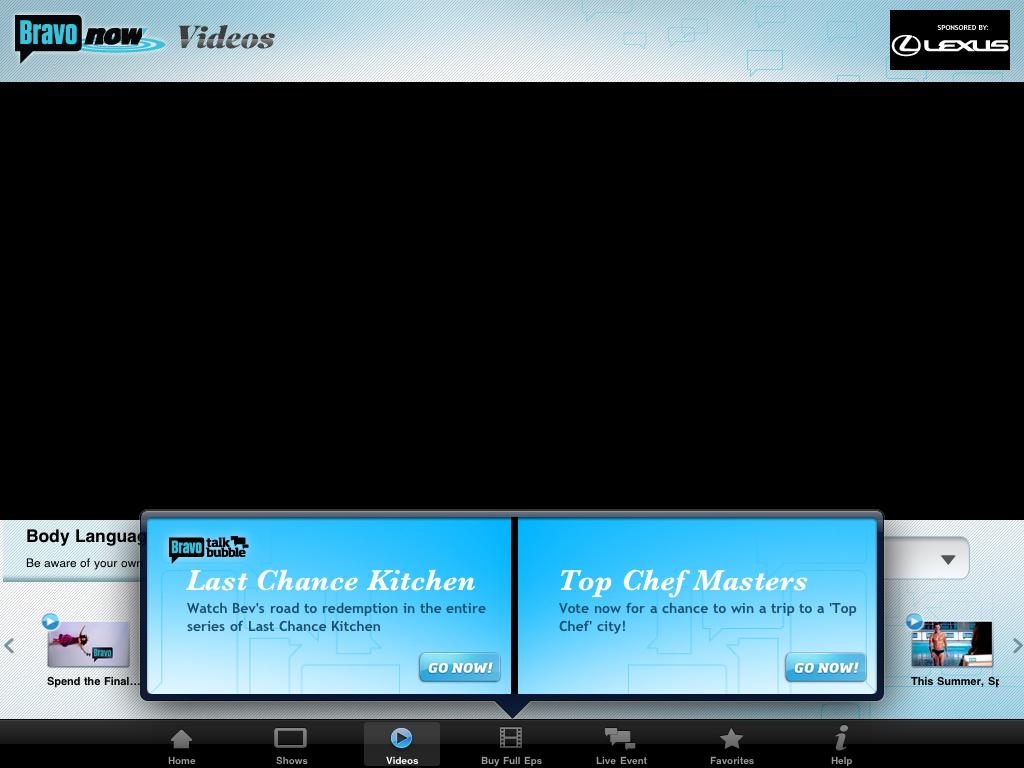 Bravo now Videos
SPONSORED BY:
LEXUS
Body Languag
Be aware of your own
Bravo talk bubble
Last Chance Kitchen
Watch Bev's road to redemption in the entire
series of Last Chance Kitchen
GO NOW!
Top Chef Masters
Vote now for a chance to win a trip to a 'Top
Chef' city!
GO NOW!
Bravo
Spend the Final...
This Summer, Sp
Home
Shows
Videos
Buy Full Eps
Live Event
Favorites
Help